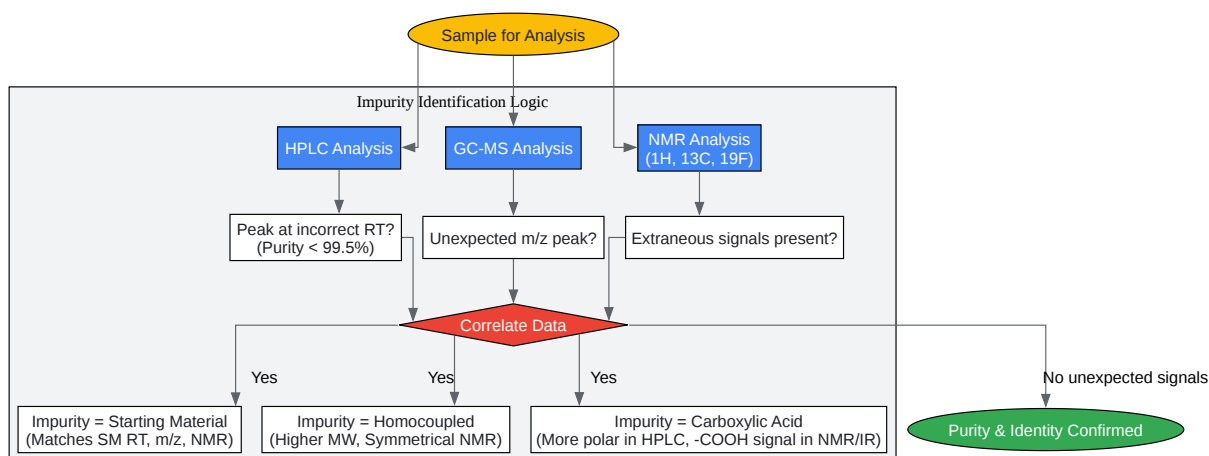 Sample for Analysis
Impurity Identification Logic
HPLC Analysis
GC-MS Analysis
NMR Analysis
(1H, 13C, 19F)
Peak at incorrect RT?
(Purity < 99.5%)
Unexpected m/z peak?
Extraneous signals present?
Correlate Data
Yes
Yes
Yes
No unexpected signals
Impurity = Starting Material
(Matches SM RT, m/z, NMR)
Impurity = Homocoupled
(Higher MW, Symmetrical NMR)
Impurity = Carboxylic Acid
(More polar in HPLC, -COOH signal in NMR/IR)
Purity & Identity Confirmed